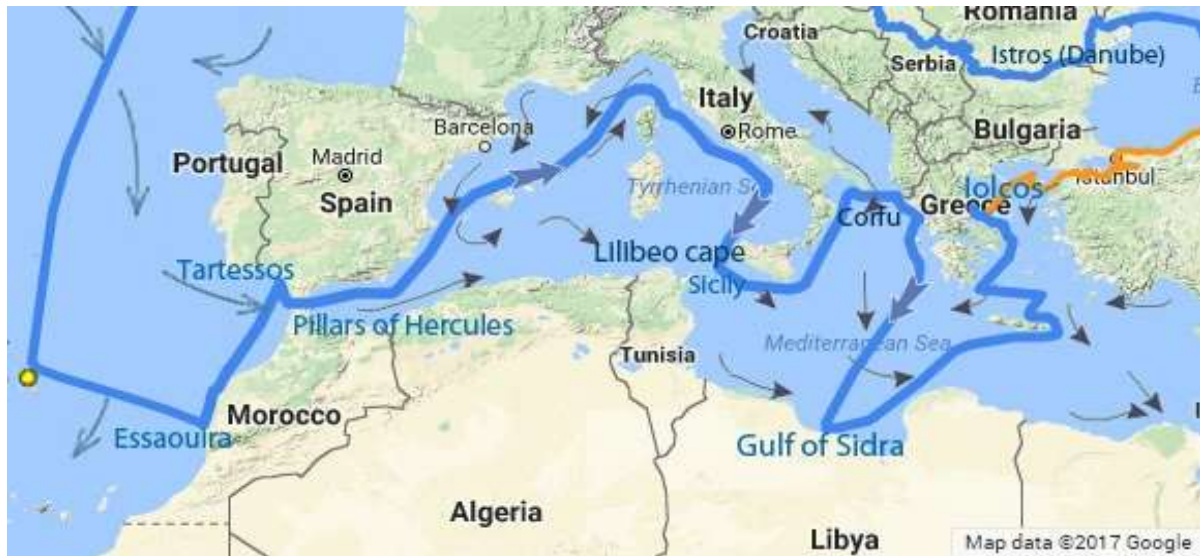 Romania
Croatia
Istros (Danube)
Serbia
Italy
Barcelona
Rome
Bulgaria
Portugal
Madrid
Istanbul
Spain
Tyrrhenian Se
Iolcos
Corfu
Greece
Lilibeo cape
Tartessos
Sicily
Pillars of Hercules
Mediterranean Sea
Tunisia
Morocco
Essaouira
Gulf of Sidra
Algeria
Libya
Map data ©2017 Google